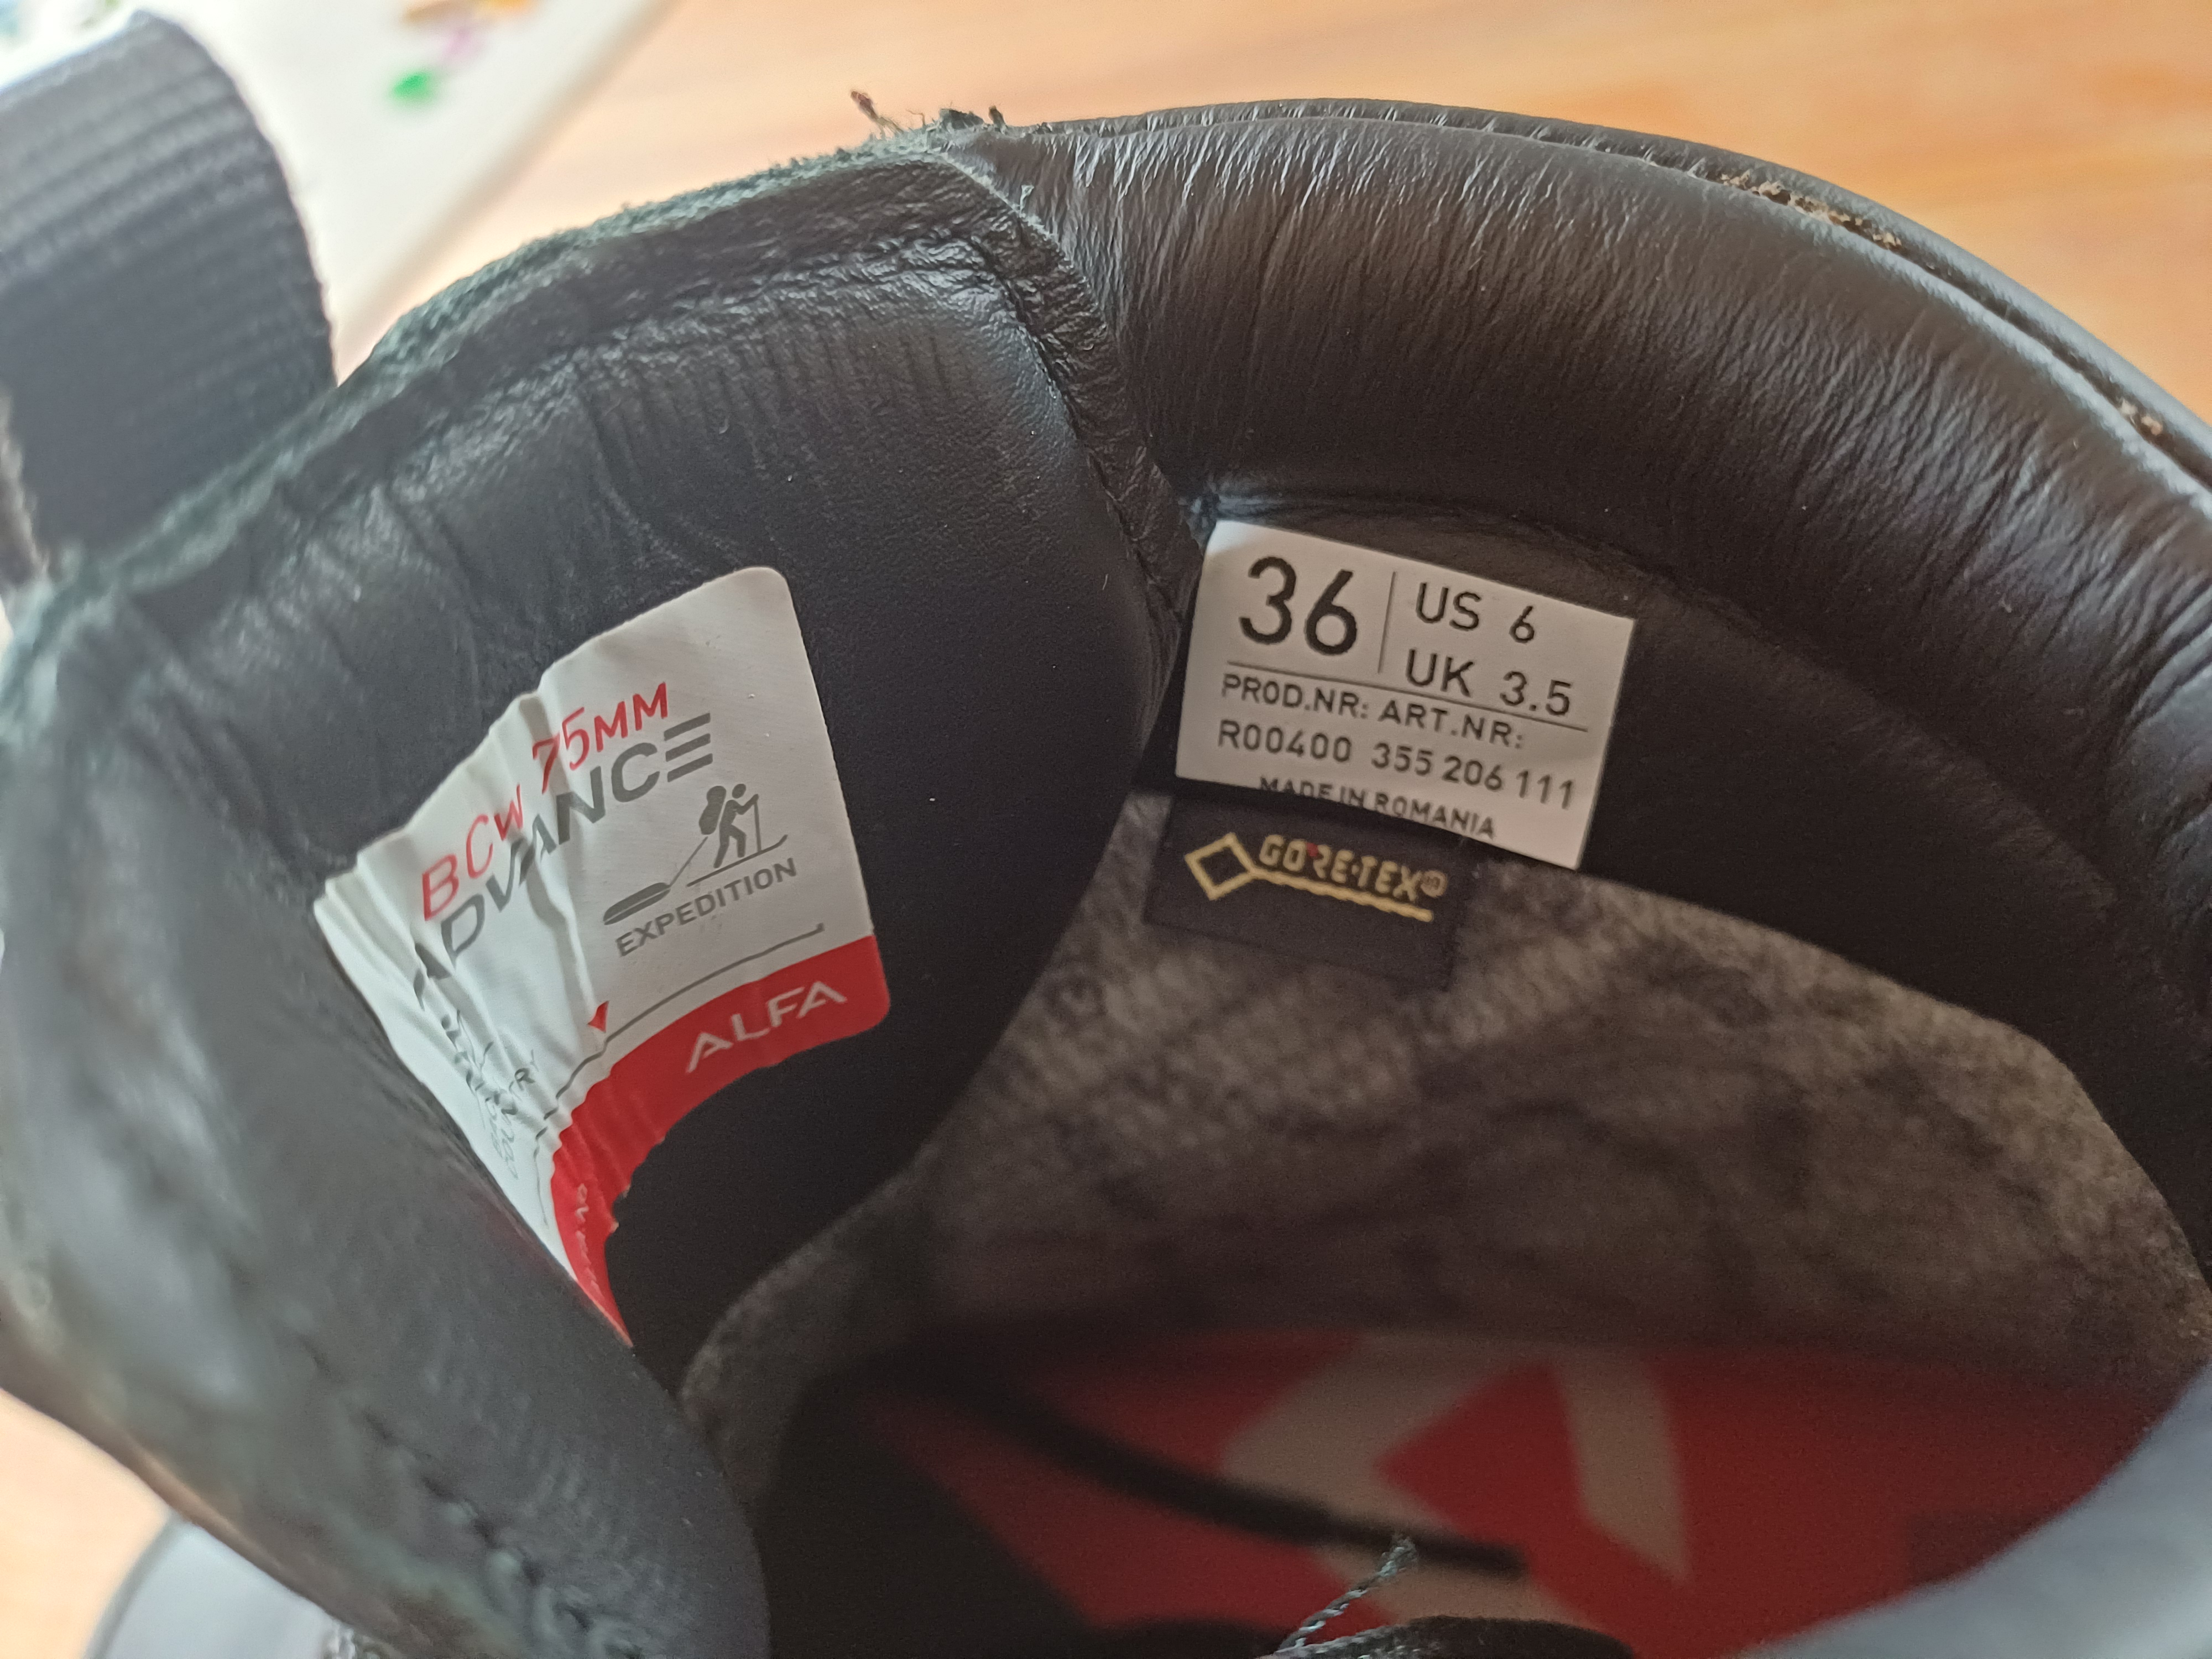 BCW 75MM
ADVANCE
EXPEDITION
ALFA
36
US 6
UK 3.5
PROD.NR: ART.NR:
R00400 355 206 111
MADE IN ROMANIA
GORE-TEX®